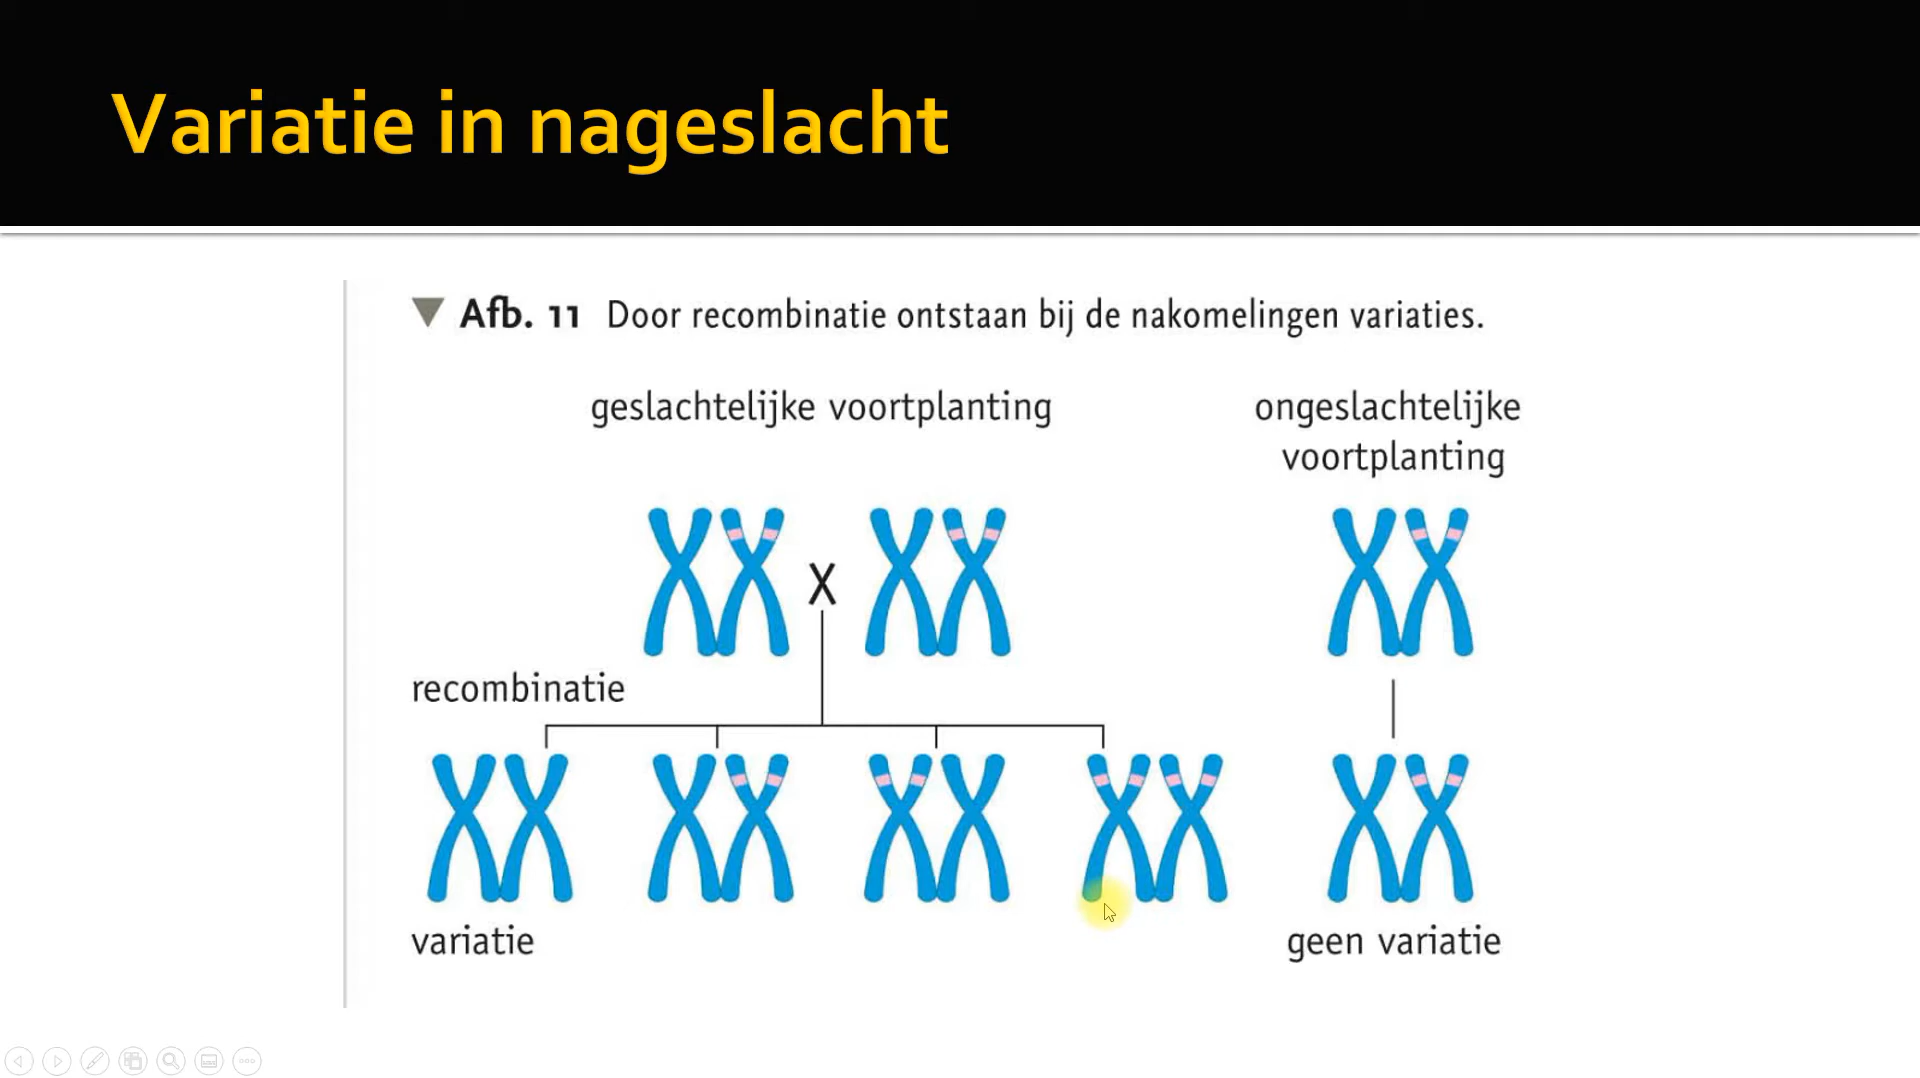 Variatie in nageslacht
Afb. 11 Door recombinatie ontstaan bij de nakomelingen variaties.
geslachtelijke voortplanting
ongeslachtelijke
voortplanting
X
recombinatie
variatie
geen variatie